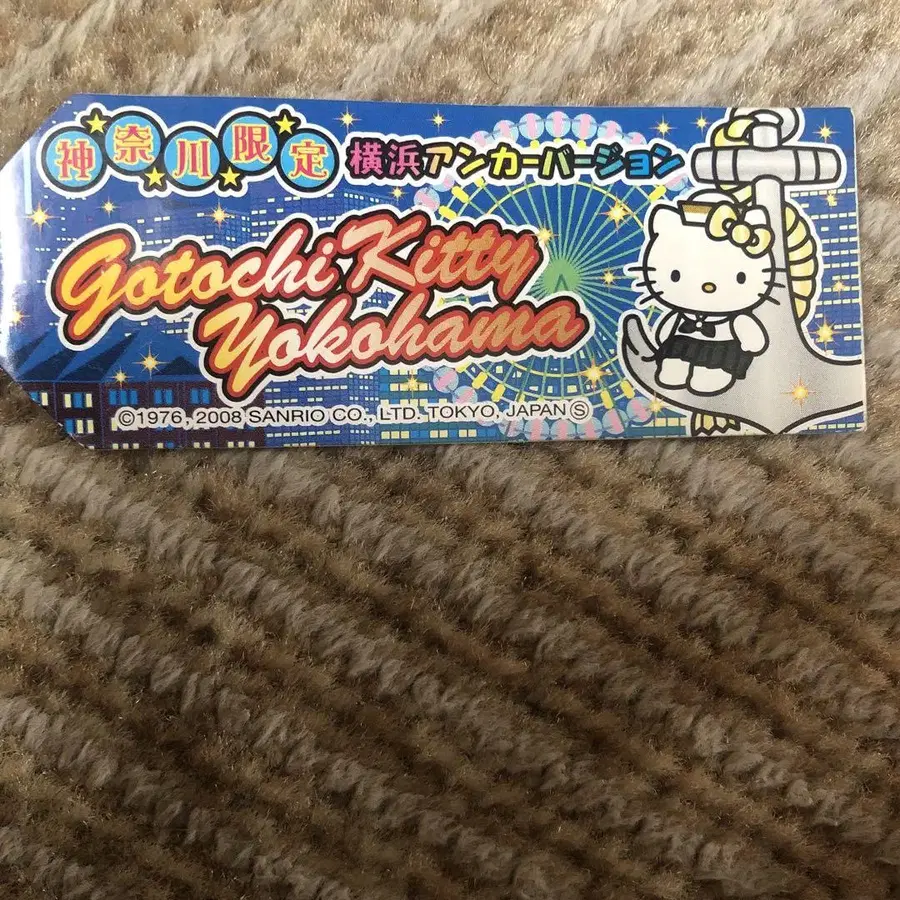 神奈川限定 横浜アンカーバージョン
Gotochi Kitty
Yokohama
©1976, 2008 SANRIO CO., LTD. TOKYO, JAPAN Ⓢ